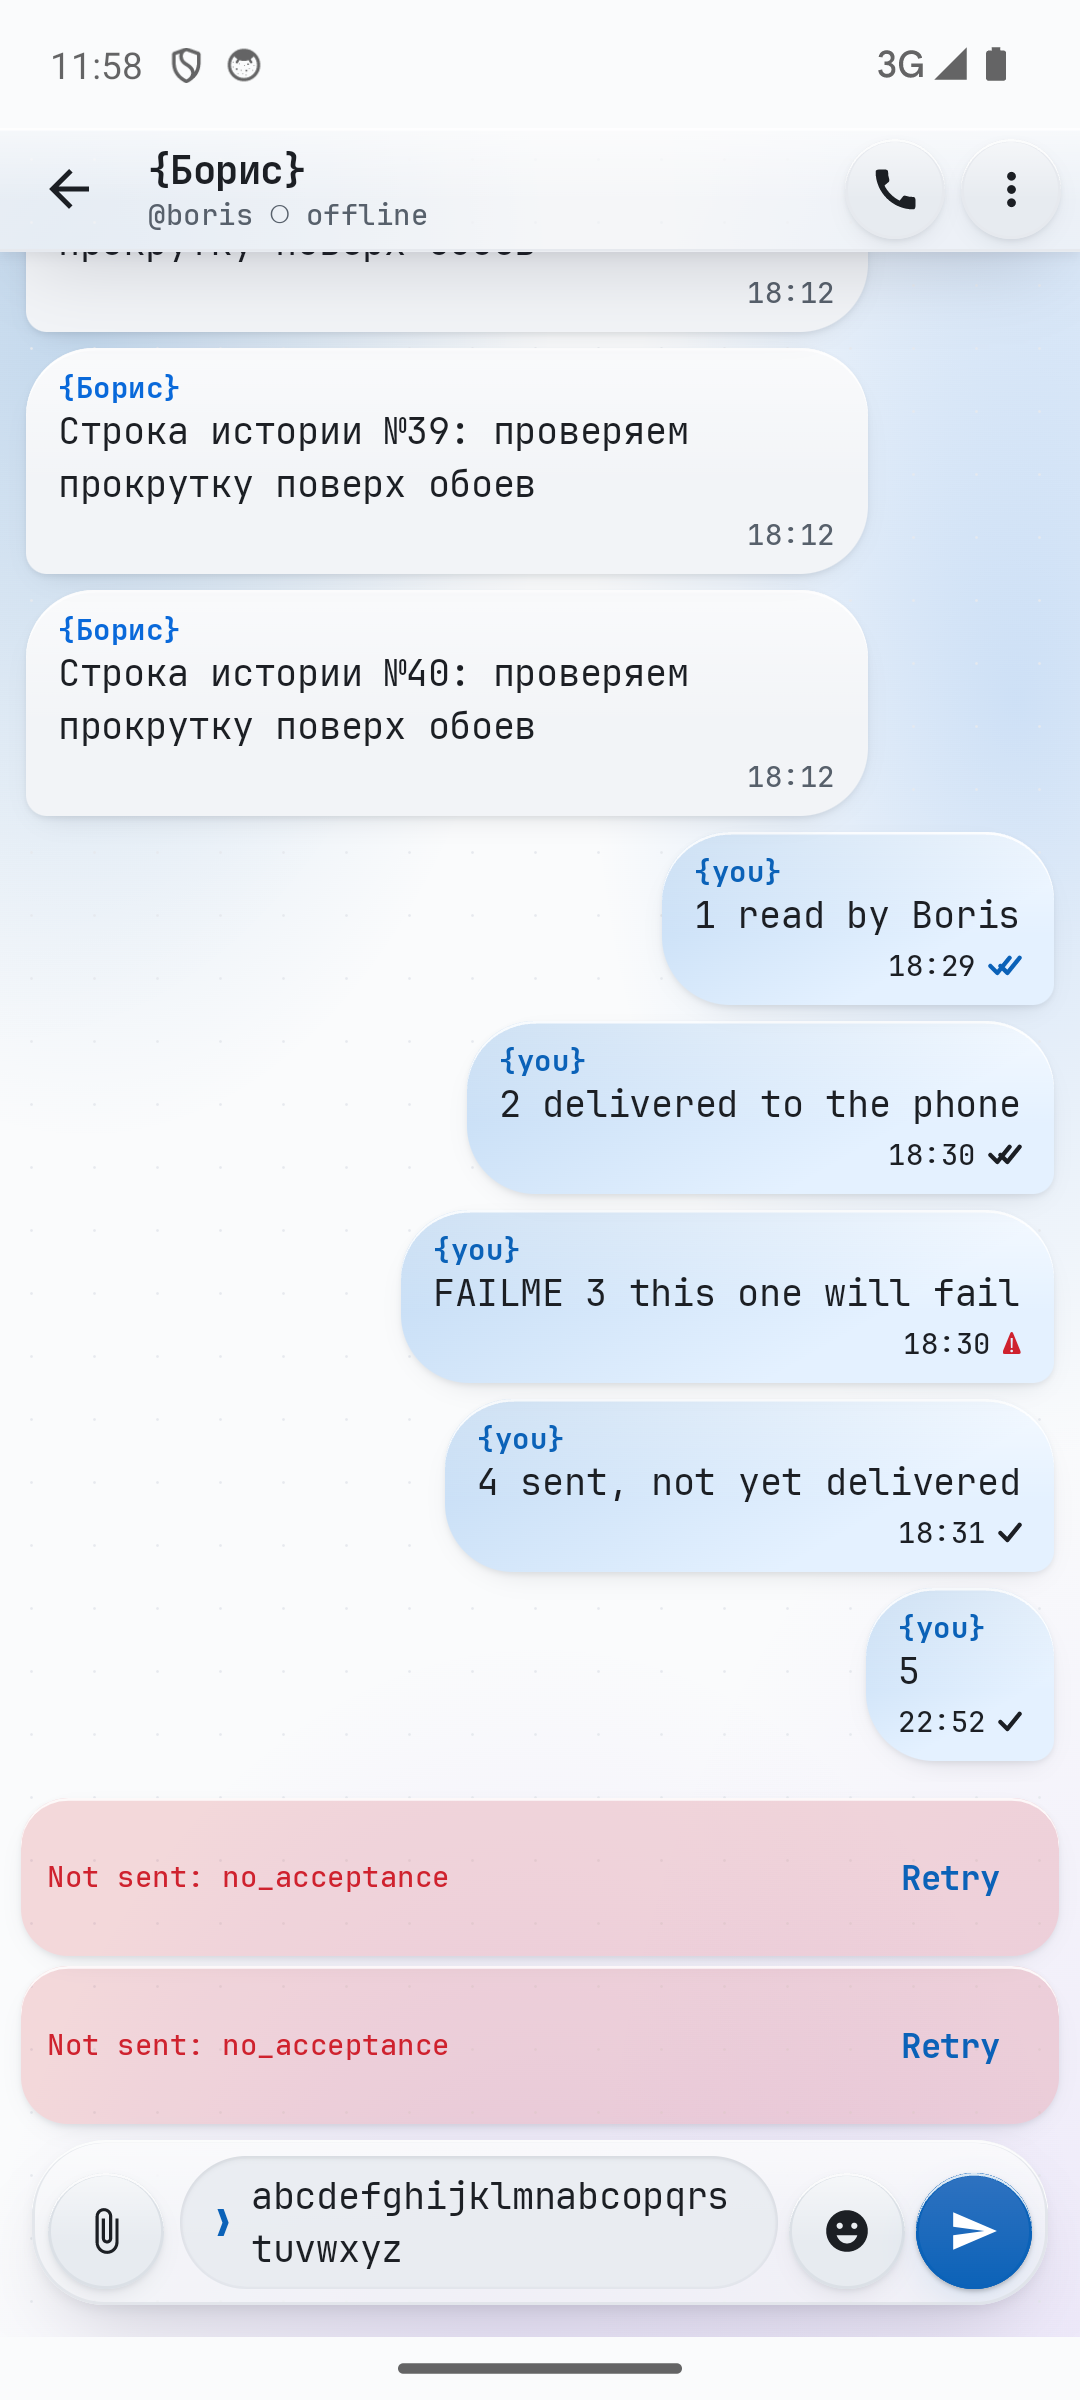 11:58 3G
{Борис}
@boris ○ offline
прокрутку поверх обоев
18:12
{Борис}
Строка истории №39: проверяем
прокрутку поверх обоев
18:12
{Борис}
Строка истории №40: проверяем
прокрутку поверх обоев
18:12
{you}
1 read by Boris
18:29
{you}
2 delivered to the phone
18:30
{you}
FAILME 3 this one will fail
18:30
{you}
4 sent, not yet delivered
18:31
{you}
5
22:52
Not sent: no_acceptance Retry
Not sent: no_acceptance Retry
❯ abcdefghijklmnabcopqrs
tuvwxyz